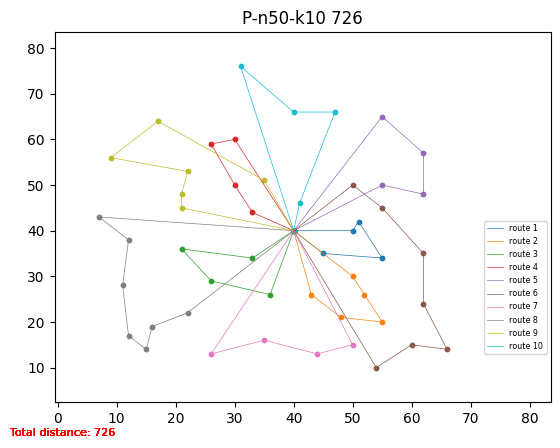 P-n50-k10 726
80
70
60
50
40
30
20
10
0 10 20 30 40 50 60 70 80
route 1
route 2
route 3
route 4
route 5
route 6
route 7
route 8
route 9
route 10
Total distance: 726